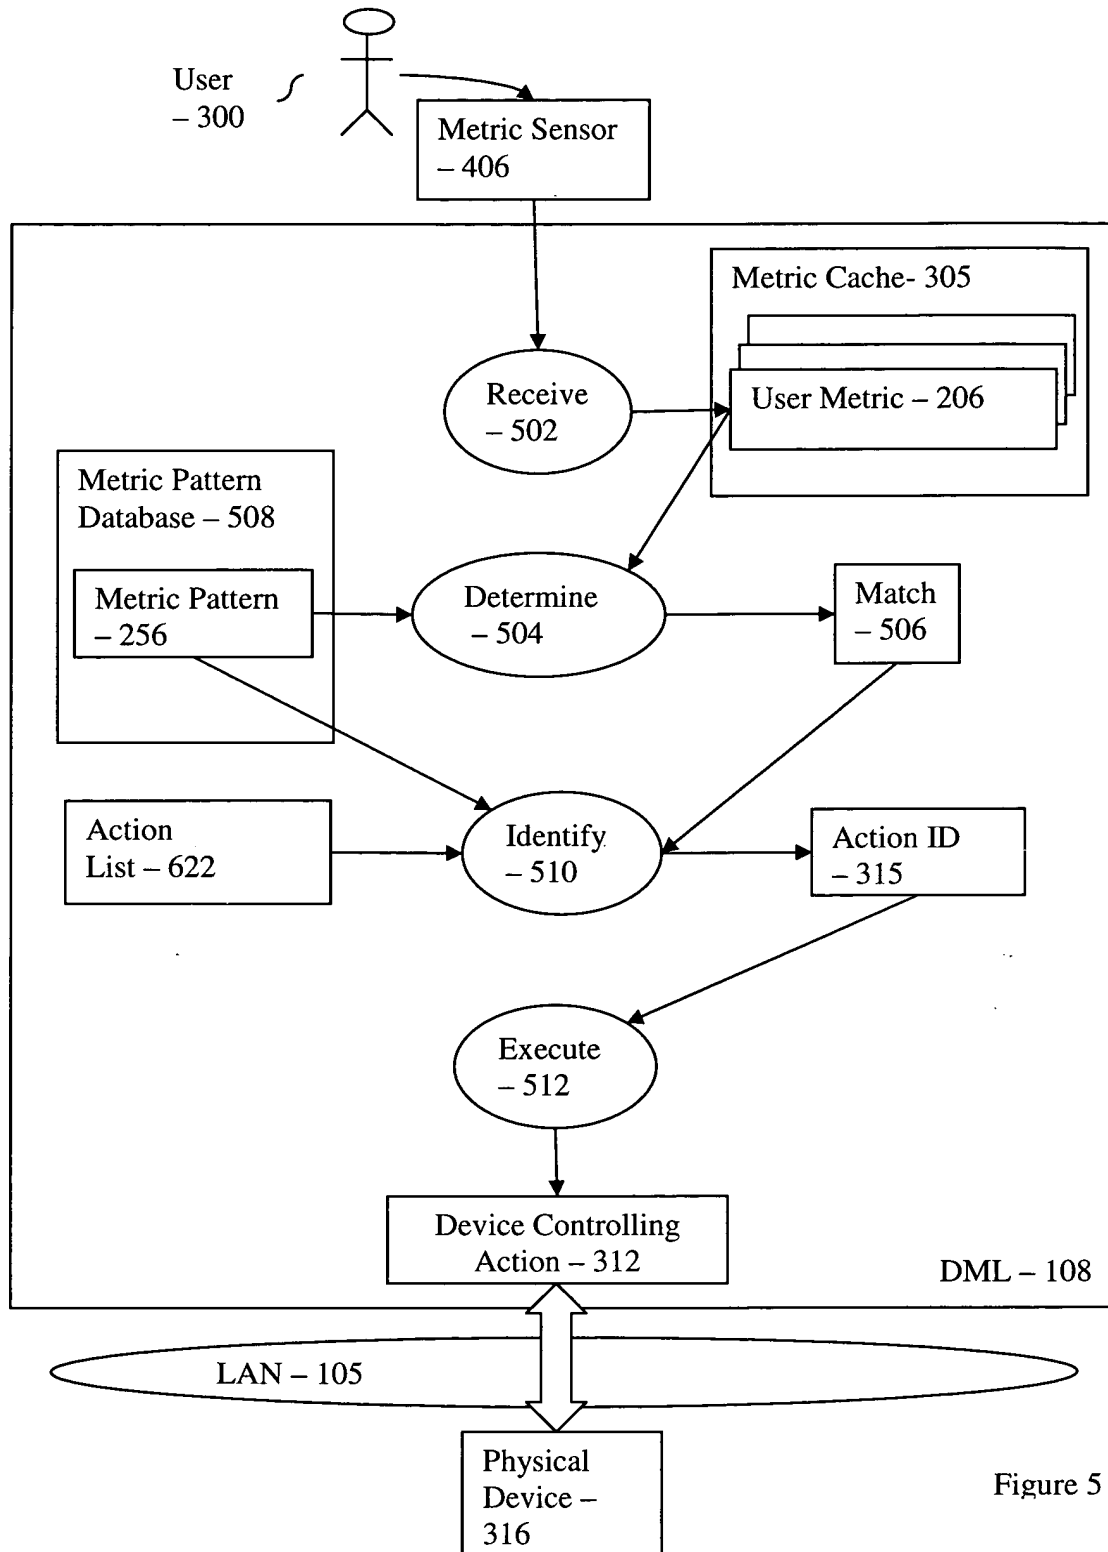 User
– 300
Metric Sensor
– 406
Metric Cache- 305
User Metric – 206
Receive
– 502
Metric Pattern
Database – 508
Metric Pattern
– 256
Determine
– 504
Match
– 506
Action
List – 622
Identify
– 510
Action ID
– 315
Execute
– 512
Device Controlling
Action – 312
DML – 108
LAN – 105
Physical
Device –
316
Figure 5